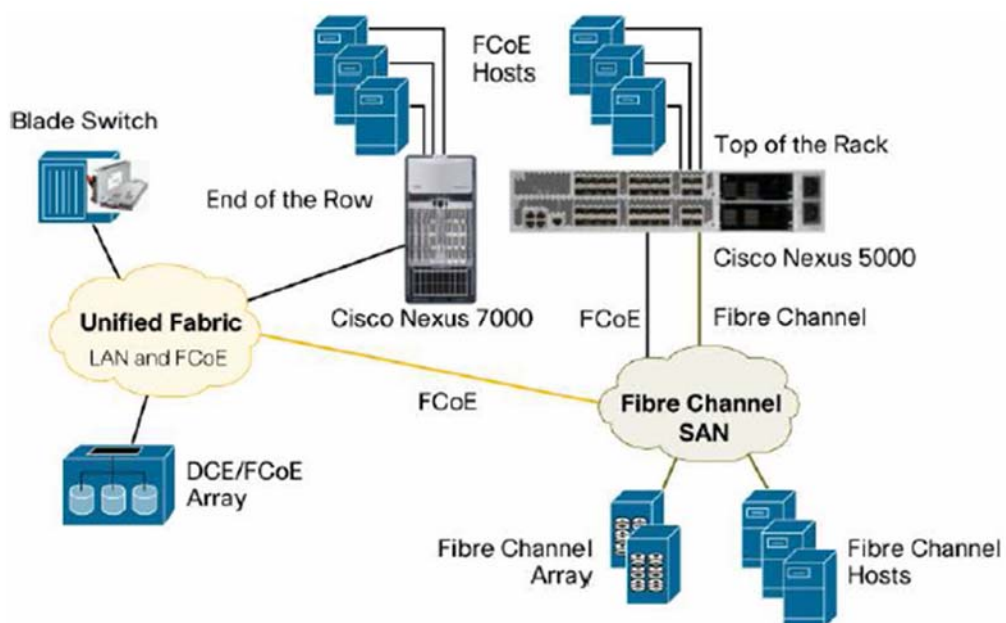 FCoE
Hosts
Blade Switch
Top of the Rack
End of the Row
Cisco Nexus 5000
Cisco Nexus 7000
FCoE
Fibre Channel
Unified Fabric
LAN and FCoE
FCoE
Fibre Channel
SAN
DCE/FCoE
Array
Fibre Channel
Array
Fibre Channel
Hosts